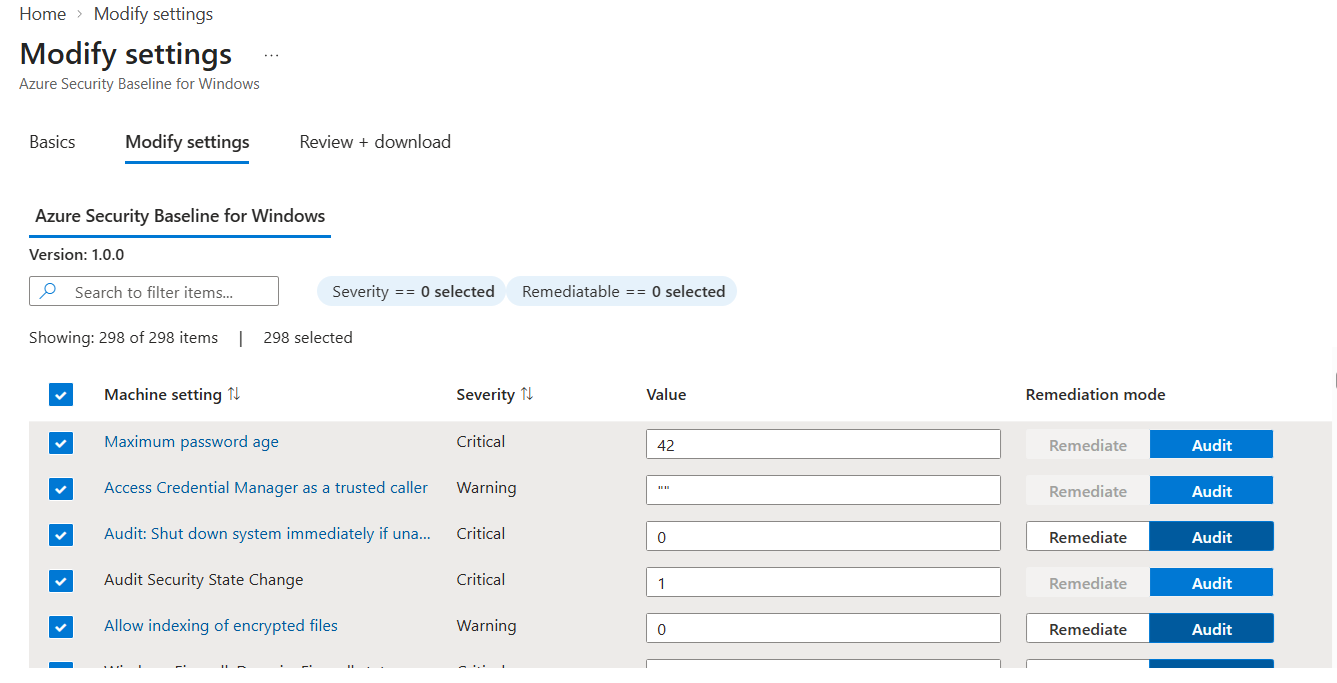 Home > Modify settings
Modify settings ...
Azure Security Baseline for Windows
Basics Modify settings Review + download
Azure Security Baseline for Windows
Version: 1.0.0
Search to filter items... Severity == 0 selected Remediatable == 0 selected
Showing: 298 of 298 items | 298 selected
Machine setting ↑↓ Severity ↑↓ Value Remediation mode
Maximum password age Critical 42 Remediate Audit
Access Credential Manager as a trusted caller Warning "" Remediate Audit
Audit: Shut down system immediately if una... Critical 0 Remediate Audit
Audit Security State Change Critical 1 Remediate Audit
Allow indexing of encrypted files Warning 0 Remediate Audit